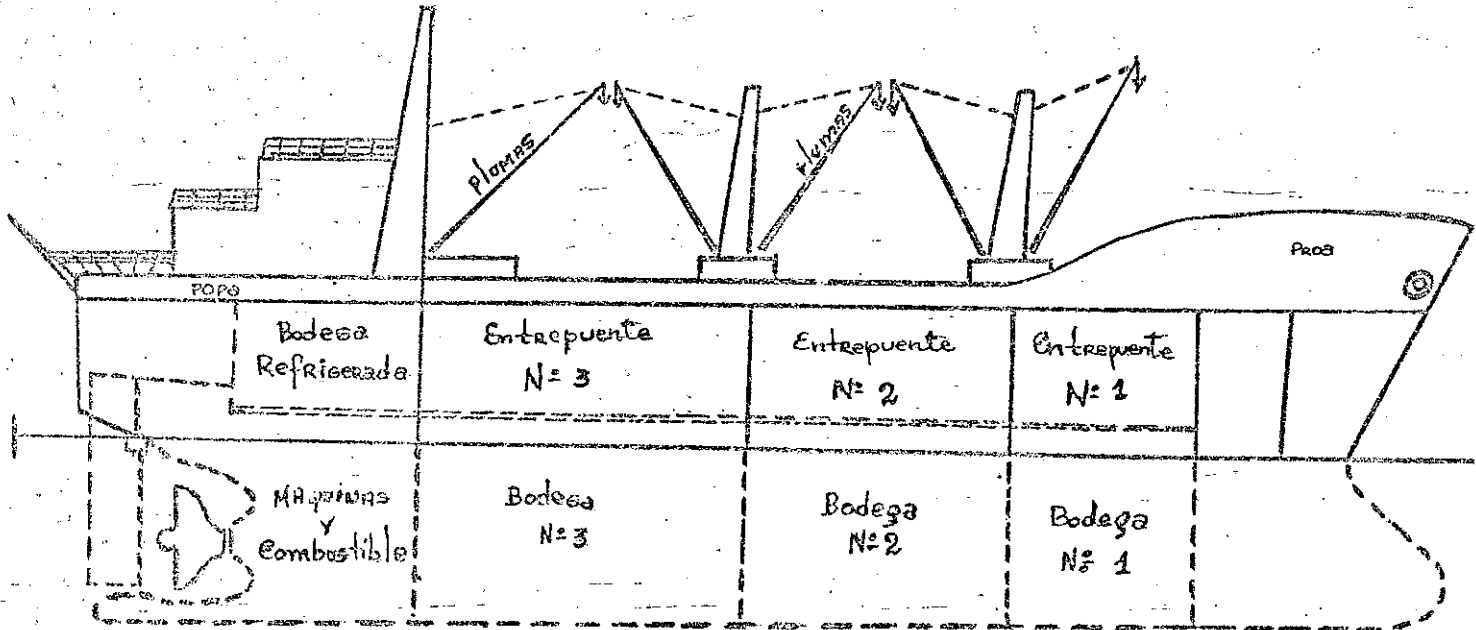 plumas
plumas
PROA
POPA
Bodega
Refrigerada
Entrepuente
Nº 3
Entrepuente
Nº 2
Entrepuente
Nº 1
MAquinas
Y
Combustible
Bodega
Nº 3
Bodega
Nº 2
Bodega
Nº 1